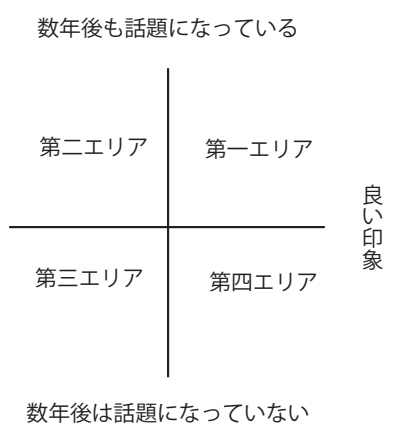 数年後も話題になっている
第二エリア
第一エリア
良い印象
第三エリア
第四エリア
数年後は話題になっていない